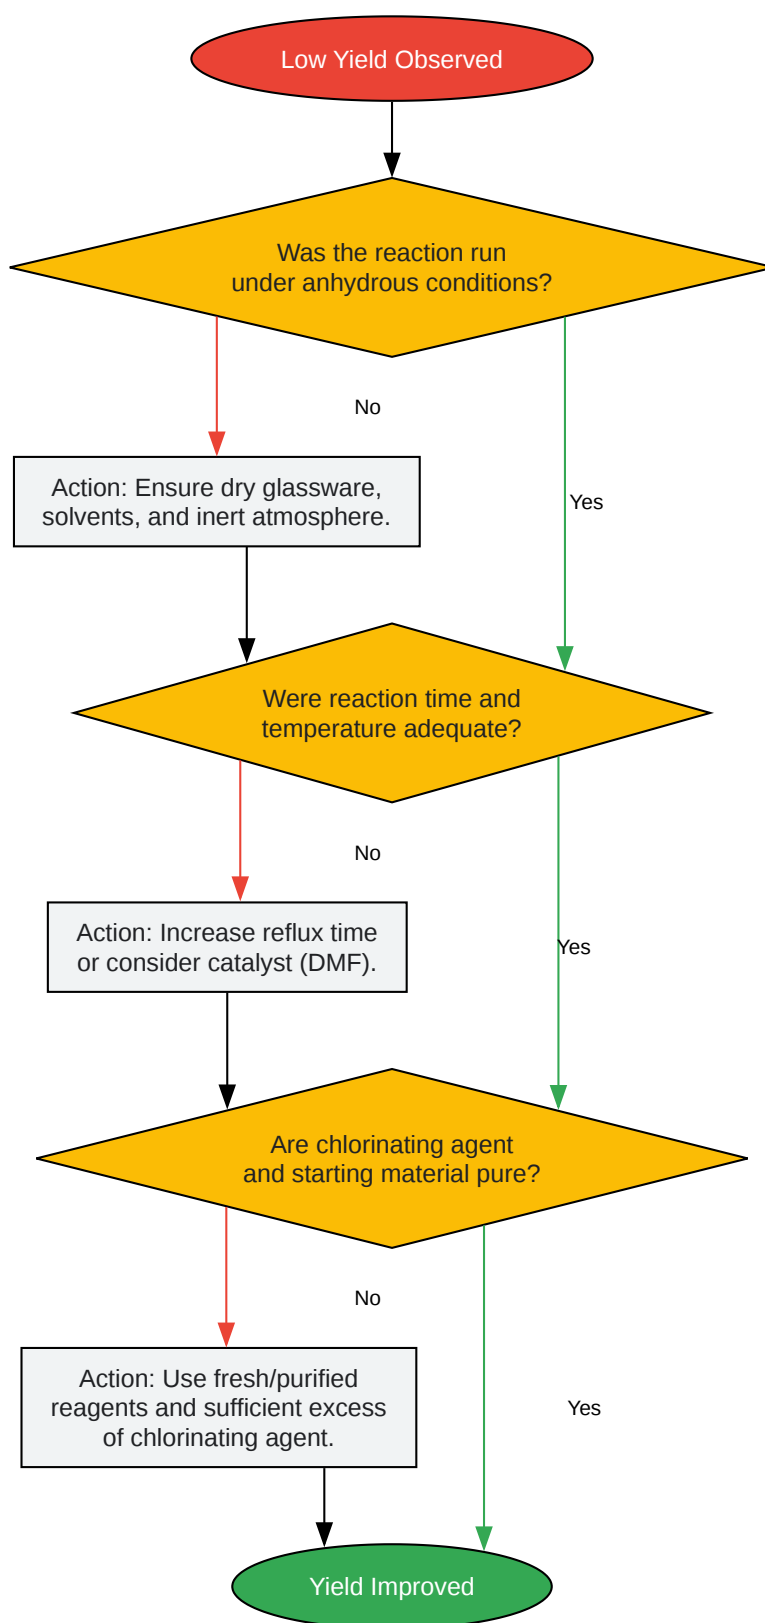 Low Yield Observed
Was the reaction run
under anhydrous conditions?
No
Action: Ensure dry glassware,
solvents, and inert atmosphere.
Yes
Were reaction time and
temperature adequate?
No
Action: Increase reflux time
or consider catalyst (DMF).
Yes
Are chlorinating agent
and starting material pure?
No
Action: Use fresh/purified
reagents and sufficient excess
of chlorinating agent.
Yes
Yield Improved